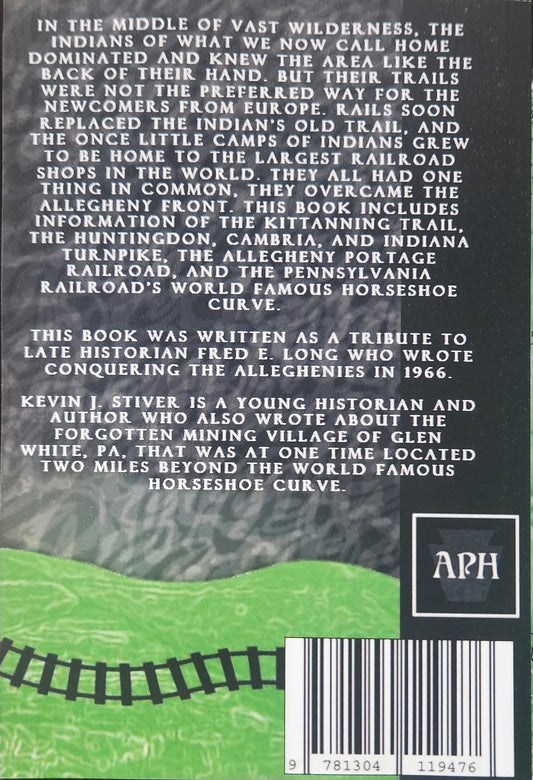 IN THE MIDDLE OF VAST WILDERNESS, THE
INDIANS OF WHAT WE NOW CALL HOME
DOMINATED AND KNEW THE AREA LIKE THE
BACK OF THEIR HAND. BUT THEIR TRAILS
WERE NOT THE PREFERRED WAY FOR THE
NEWCOMERS FROM EUROPE. RAILS SOON
REPLACED THE INDIAN'S OLD TRAIL, AND
THE ONCE LITTLE CAMPS OF INDIANS GREW
TO BE HOME TO THE LARGEST RAILROAD
SHOPS IN THE WORLD. THEY ALL HAD ONE
THING IN COMMON, THEY OVERCAME THE
ALLEGHENY FRONT. THIS BOOK INCLUDES
INFORMATION OF THE KITTANNING TRAIL,
THE HUNTINGDON, CAMBRIA, AND INDIANA
TURNPIKE, THE ALLEGHENY PORTAGE
RAILROAD, AND THE PENNSYLVANIA
RAILROAD'S WORLD FAMOUS HORSESHOE
CURVE.
THIS BOOK WAS WRITTEN AS A TRIBUTE TO
LATE HISTORIAN FRED E. LONG WHO WROTE
CONQUERING THE ALLEGHENIES IN 1966.
KEVIN J. STIVER IS A YOUNG HISTORIAN AND
AUTHOR WHO ALSO WROTE ABOUT THE
FORGOTTEN MINING VILLAGE OF GLEN
WHITE, PA, THAT WAS AT ONE TIME LOCATED
TWO MILES BEYOND THE WORLD FAMOUS
HORSESHOE CURVE.
APH
9 781304 119476